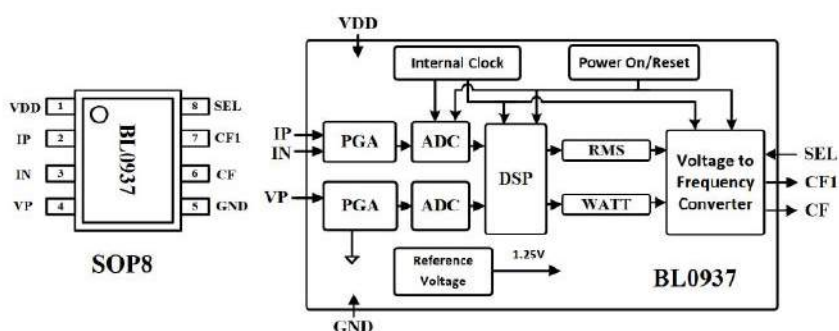 VDD 1
IP 2
IN 3
VP 4
8 SEL
7 CF1
6 CF
5 GND
BL0937
SOP8
VDD
Internal Clock
Power On/Reset
IP
IN
PGA
ADC
DSP
RMS
Voltage to
Frequency
Converter
SEL
CF1
CF
VP
PGA
ADC
WATT
Reference
Voltage
1.25V
BL0937
GND